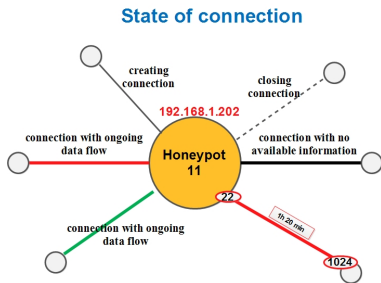 State of connection
creating
connection
closing
connection
192.168.1.202
connection with ongoing
data flow
Honeypot
11
connection with no
available information
22
connection with ongoing
data flow
1h 20 min
1024